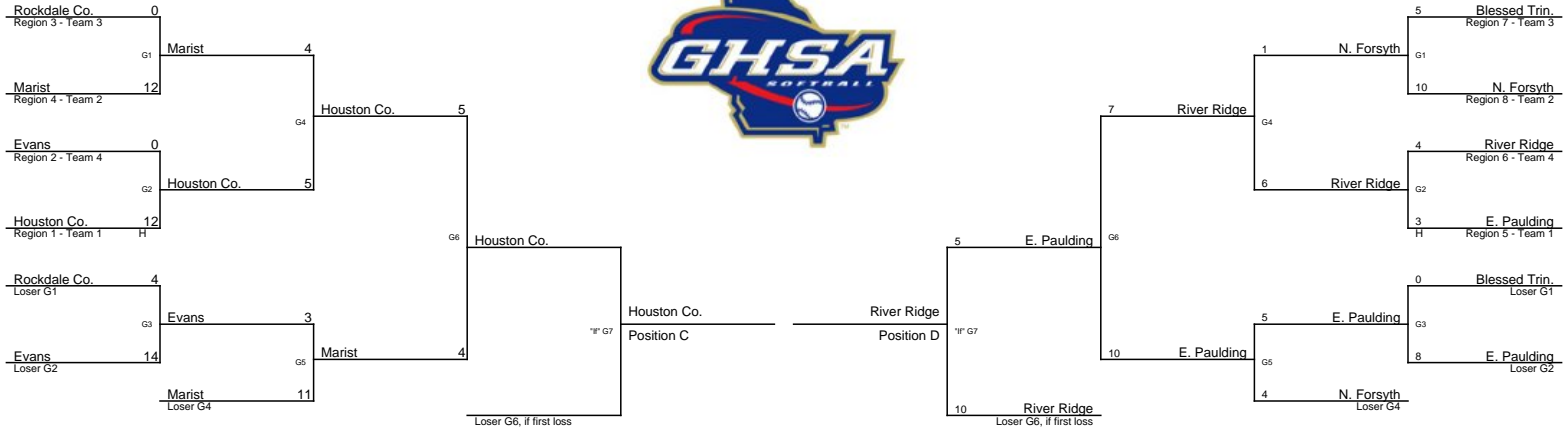 Rockdale Co. 0
Region 3 - Team 3
G1
Marist 4
Marist 12
Region 4 - Team 2
G4
Houston Co. 5
Evans 0
Region 2 - Team 4
G2
Houston Co. 5
Houston Co. 12
Region 1 - Team 1 H
G6
Houston Co.
Rockdale Co. 4
Loser G1
G3
Evans 3
Evans 14
Loser G2
G5
Marist 4
Marist 11
Loser G4
"If" G7
Houston Co.
Position C
Loser G6, if first loss
GHSA
SOFTBALL
5 Blessed Trin.
Region 7 - Team 3
1 N. Forsyth
G1
10 N. Forsyth
Region 8 - Team 2
7 River Ridge
G4
4 River Ridge
Region 6 - Team 4
6 River Ridge
G2
3 E. Paulding
H Region 5 - Team 1
5 E. Paulding
G6
0 Blessed Trin.
Loser G1
5 E. Paulding
G3
8 E. Paulding
Loser G2
10 E. Paulding
G5
4 N. Forsyth
Loser G4
River Ridge
Position D
"If" G7
10 River Ridge
Loser G6, if first loss